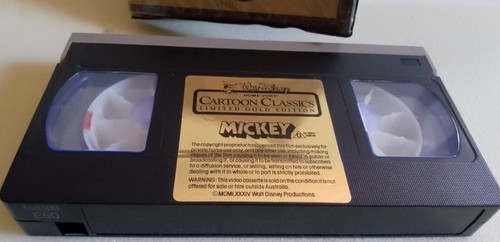 Walt Disney
HOME VIDEO
CARTOON CLASSICS
LIMITED GOLD EDITION
MICKEY
The copyright proprietor has licensed this film exclusively for
private home use only, and any other use, including making
copies of the film causing it to be seen or heard in public or
broadcasting it, or causing it to be transmitted to subscribers
to a diffusion service, or selling, letting on hire or otherwise
dealing with it in whole or in part is strictly prohibited.
WARNING: This video cassette is sold on the condition it is not
offered for sale or hire outside Australia.
©MCMLXXXIV Walt Disney Productions
E60